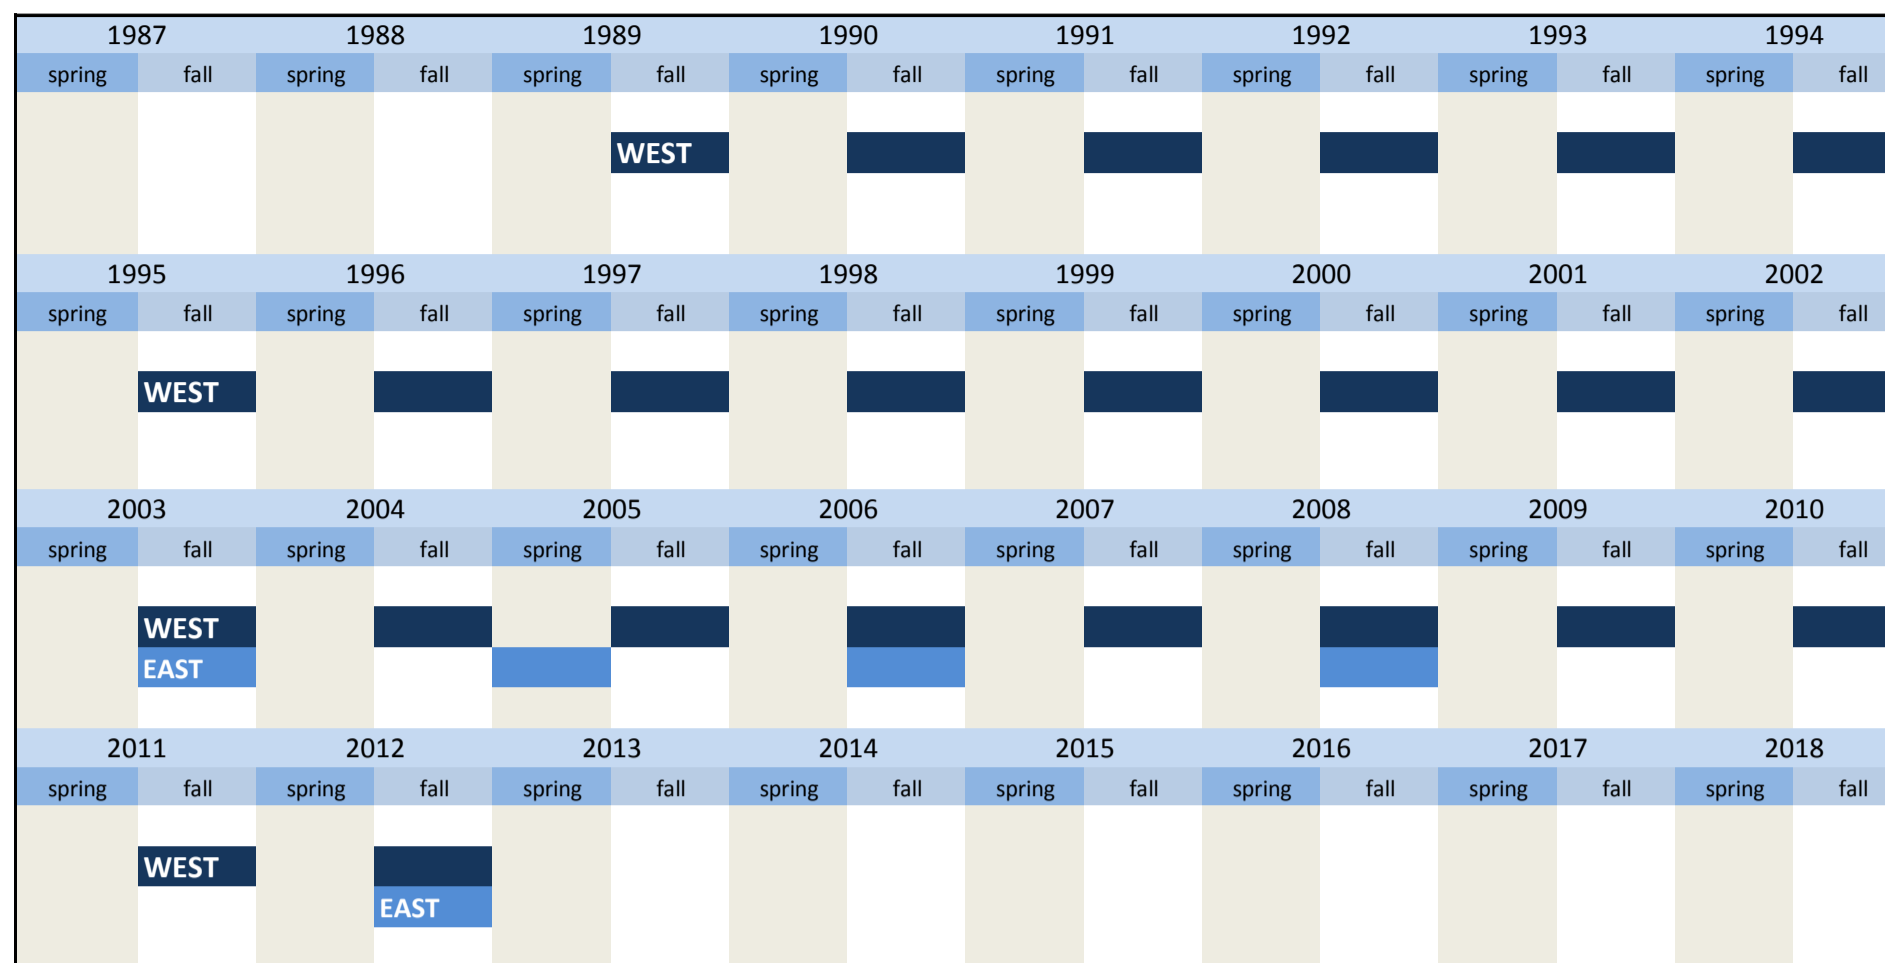 1987 1988 1989 1990 1991 1992 1993 1994
spring fall spring fall spring fall spring fall spring fall spring fall spring fall spring fall
WEST
1995 1996 1997 1998 1999 2000 2001 2002
spring fall spring fall spring fall spring fall spring fall spring fall spring fall spring fall
WEST
2003 2004 2005 2006 2007 2008 2009 2010
spring fall spring fall spring fall spring fall spring fall spring fall spring fall spring fall
WEST
EAST
2011 2012 2013 2014 2015 2016 2017 2018
spring fall spring fall spring fall spring fall spring fall spring fall spring fall spring fall
WEST
EAST